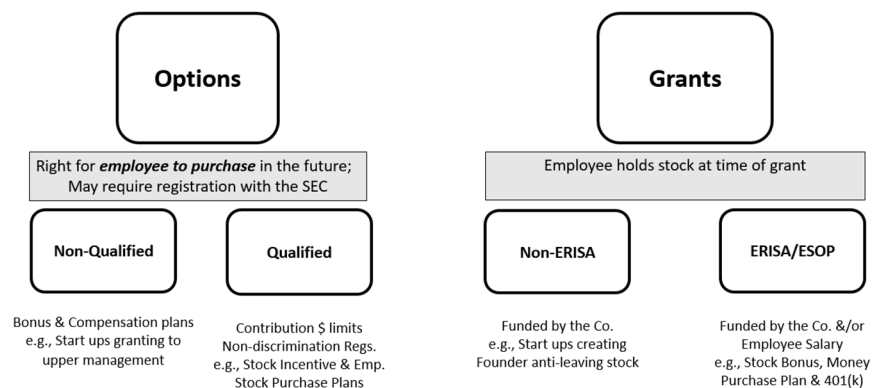 Options
Right for employee to purchase in the future;
May require registration with the SEC
Non-Qualified
Bonus & Compensation plans
e.g., Start ups granting to
upper management
Qualified
Contribution $ limits
Non-discrimination Regs.
e.g., Stock Incentive & Emp.
Stock Purchase Plans
Grants
Employee holds stock at time of grant
Non-ERISA
Funded by the Co.
e.g., Start ups creating
Founder anti-leaving stock
ERISA/ESOP
Funded by the Co. &/or
Employee Salary
e.g., Stock Bonus, Money
Purchase Plan & 401(k)